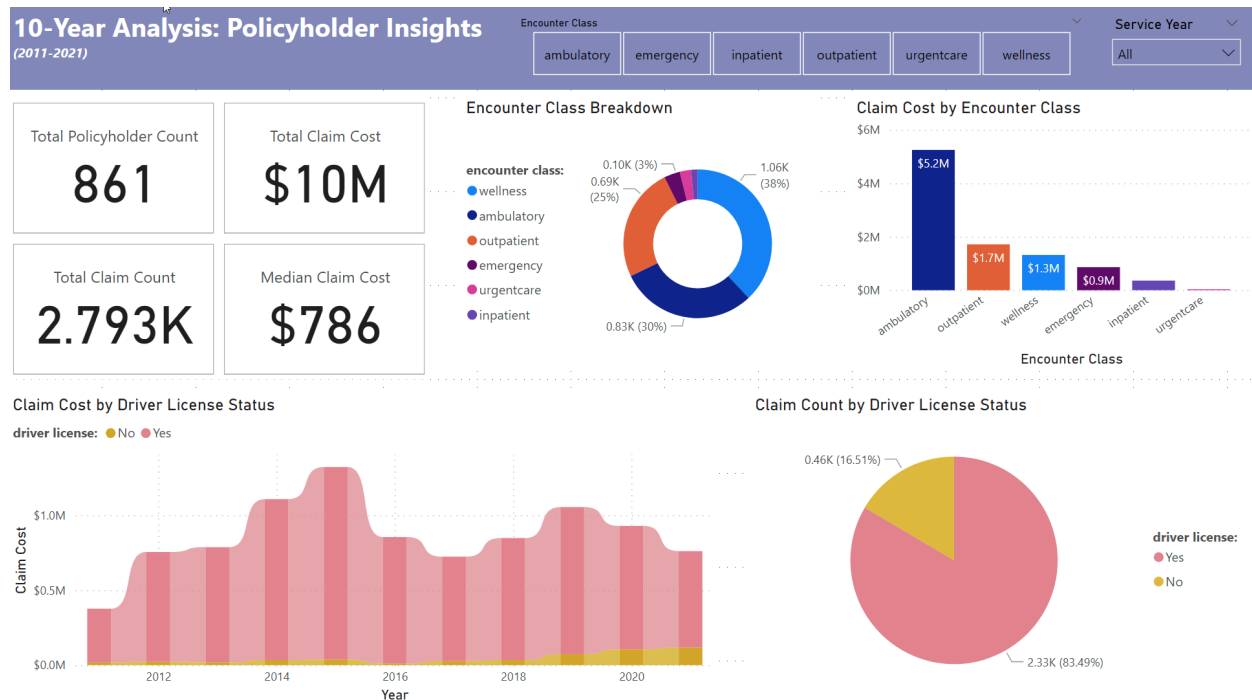 10-Year Analysis: Policyholder Insights
(2011-2021)
Encounter Class
ambulatory
emergency
inpatient
outpatient
urgentcare
wellness
Service Year
All
Total Policyholder Count
861
Total Claim Cost
$10M
Total Claim Count
2.793K
Median Claim Cost
$786
Encounter Class Breakdown
encounter class:
wellness
ambulatory
outpatient
emergency
urgentcare
inpatient
0.10K (3%)
0.69K
(25%)
1.06K
(38%)
0.83K (30%)
Claim Cost by Encounter Class
$6M
$4M
$2M
$0M
$5.2M
$1.7M
$1.3M
$0.9M
ambulatory
outpatient
wellness
emergency
inpatient
urgentcare
Encounter Class
Claim Cost by Driver License Status
driver license: No Yes
Claim Cost
$1.0M
$0.5M
$0.0M
2012
2014
2016
2018
2020
Year
Claim Count by Driver License Status
0.46K (16.51%)
2.33K (83.49%)
driver license:
Yes
No